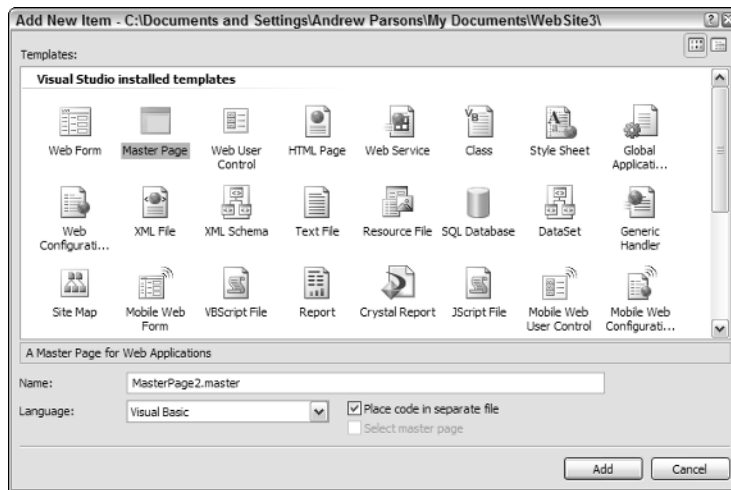 Add New Item - C:\Documents and Settings\Andrew Parsons\My Documents\WebSite3\
Templates:
Visual Studio installed templates
Web Form
Master Page
Web User Control
HTML Page
Web Service
Class
Style Sheet
Global Applicati...
Web Configurati...
XML File
XML Schema
Text File
Resource File
SQL Database
DataSet
Generic Handler
Site Map
Mobile Web Form
VBScript File
Report
Crystal Report
JScript File
Mobile Web User Control
Mobile Web Configurati...
A Master Page for Web Applications
Name:
MasterPage2.master
Language:
Visual Basic
Place code in separate file
Select master page
Add
Cancel